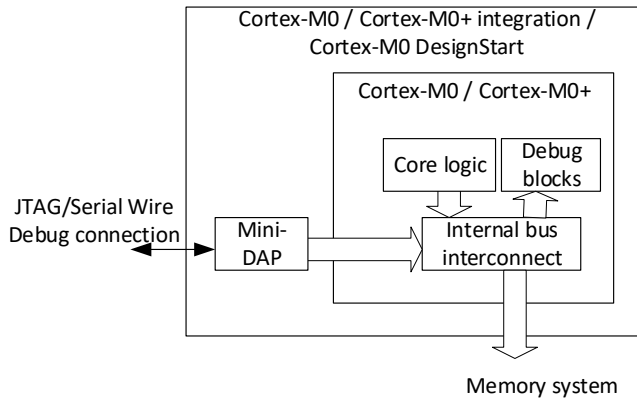 Cortex-M0 / Cortex-M0+ integration /
Cortex-M0 DesignStart
Cortex-M0 / Cortex-M0+
Core logic
Debug
blocks
JTAG/Serial Wire
Debug connection
Mini-
DAP
Internal bus
interconnect
Memory system